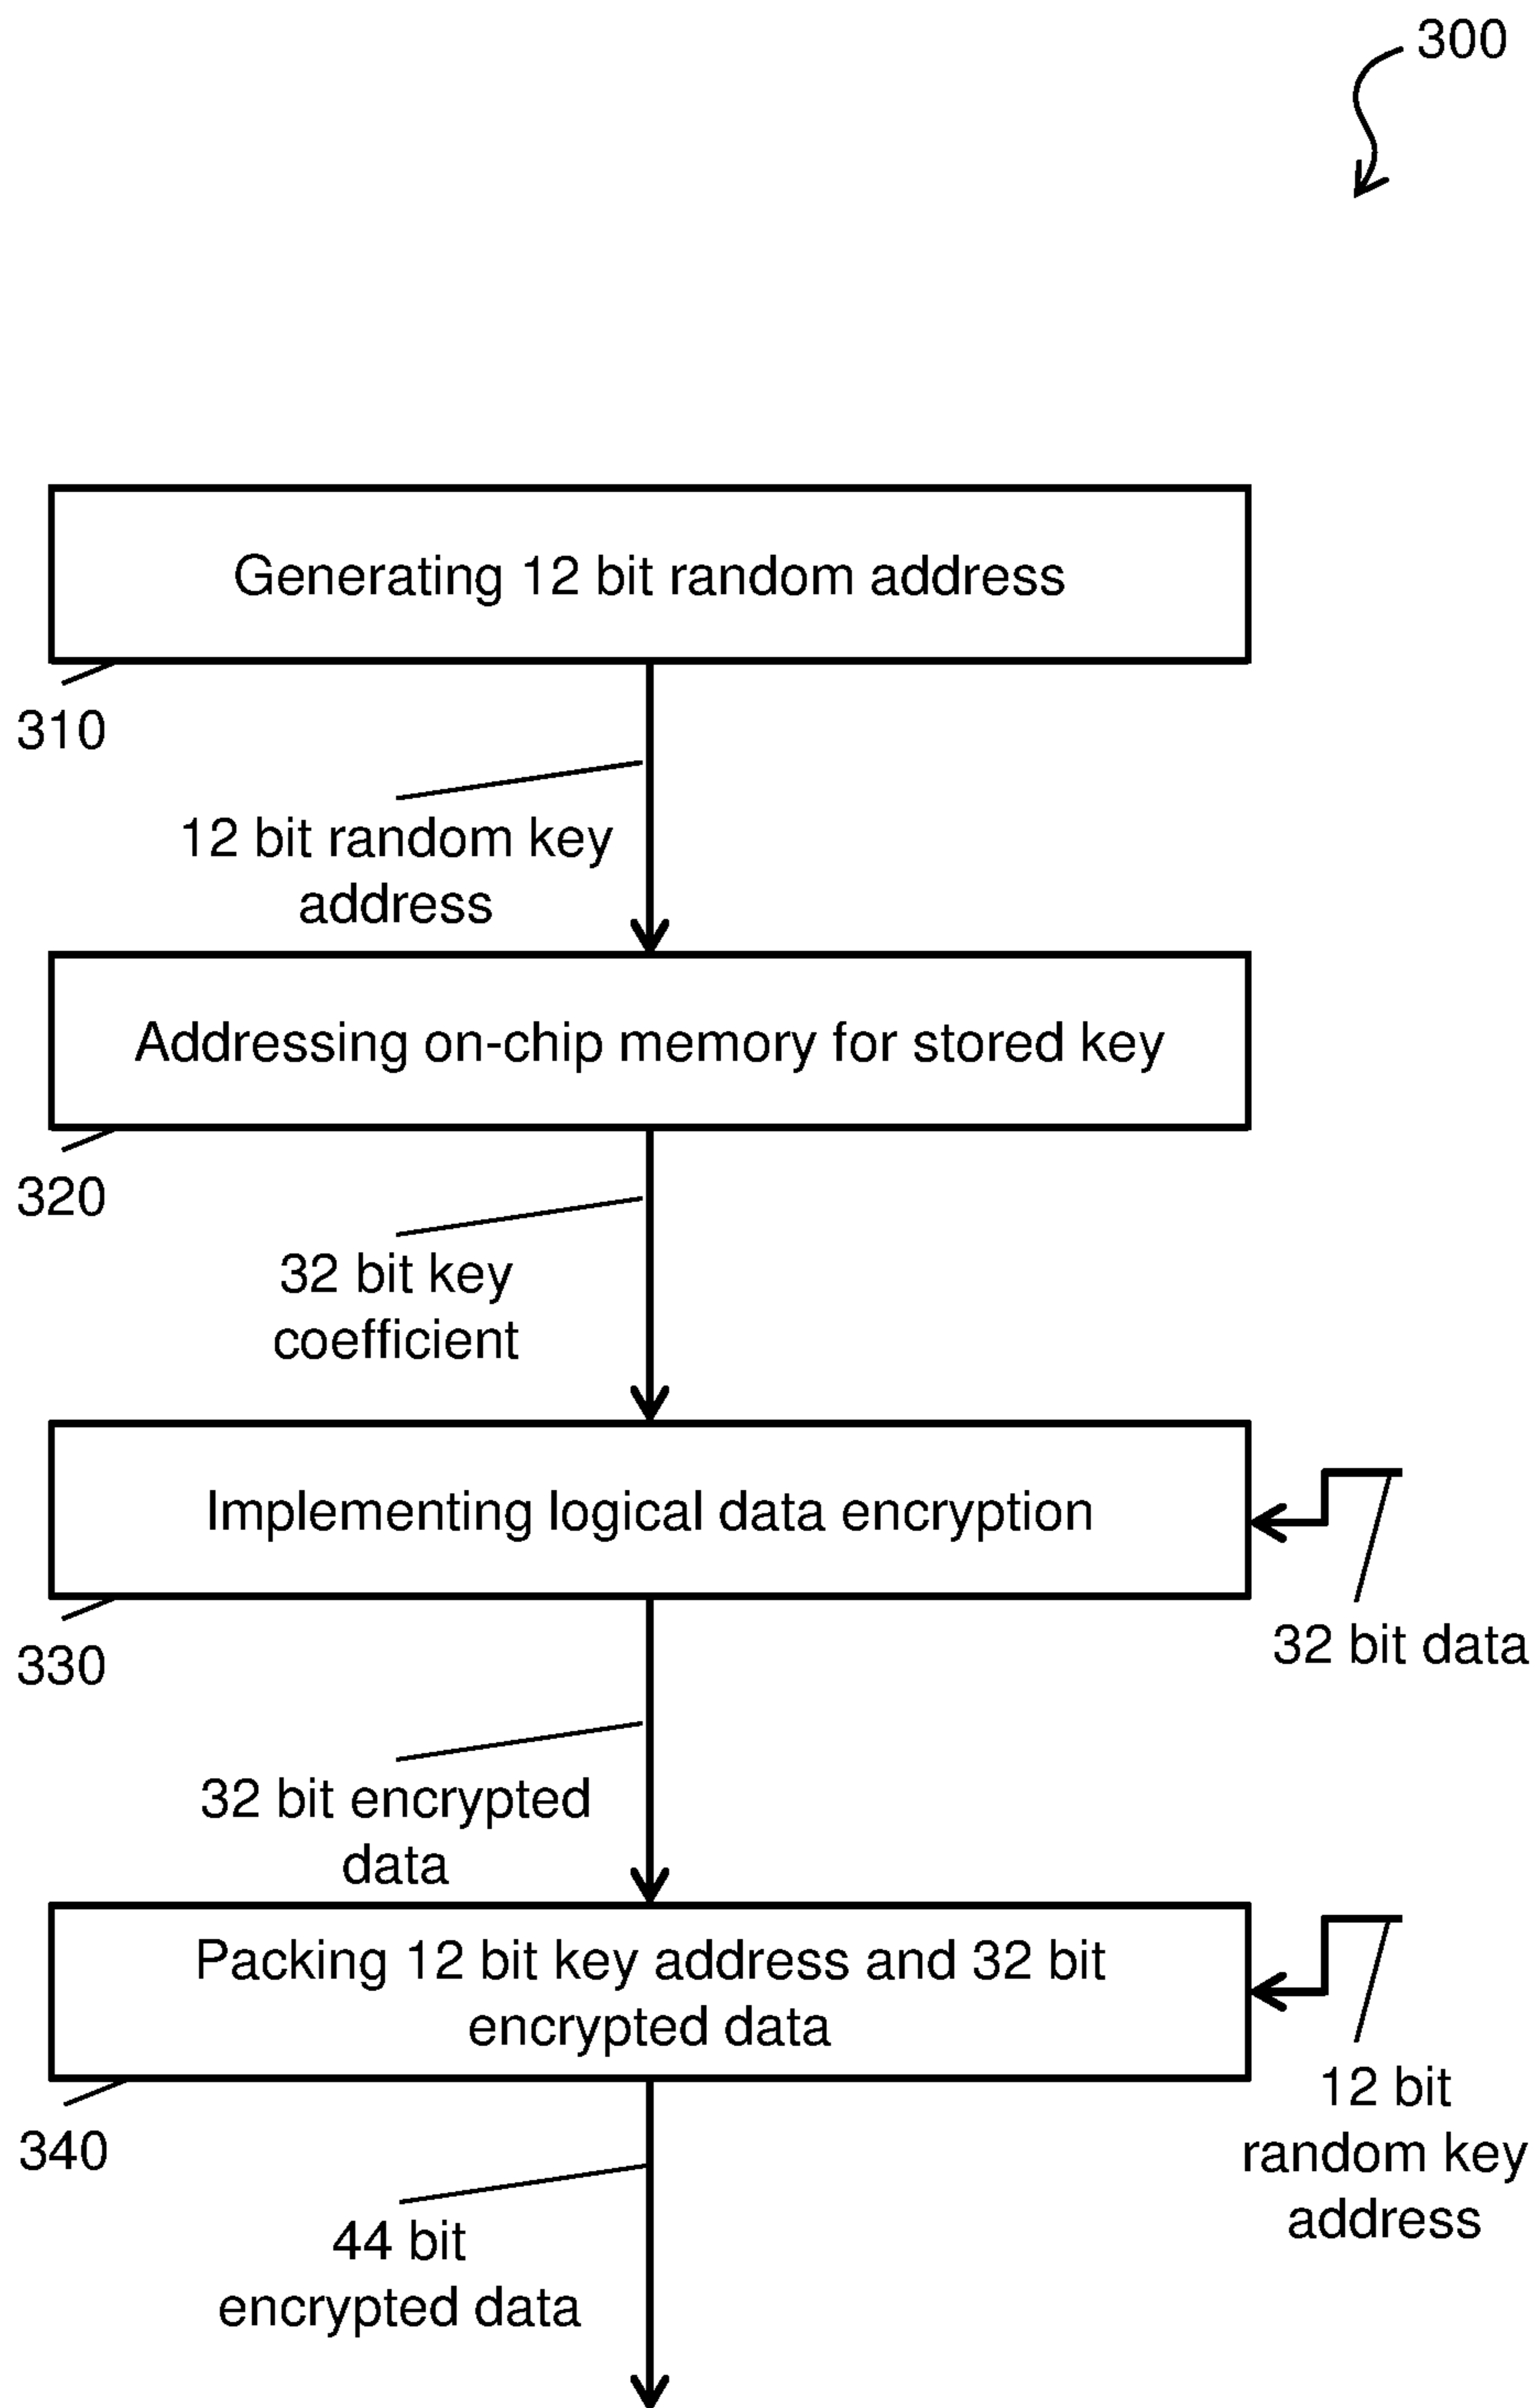 300
Generating 12 bit random address
310
12 bit random key
address
Addressing on-chip memory for stored key
320
32 bit key
coefficient
Implementing logical data encryption
330
32 bit data
32 bit encrypted
data
Packing 12 bit key address and 32 bit
encrypted data
340
12 bit
random key
address
44 bit
encrypted data